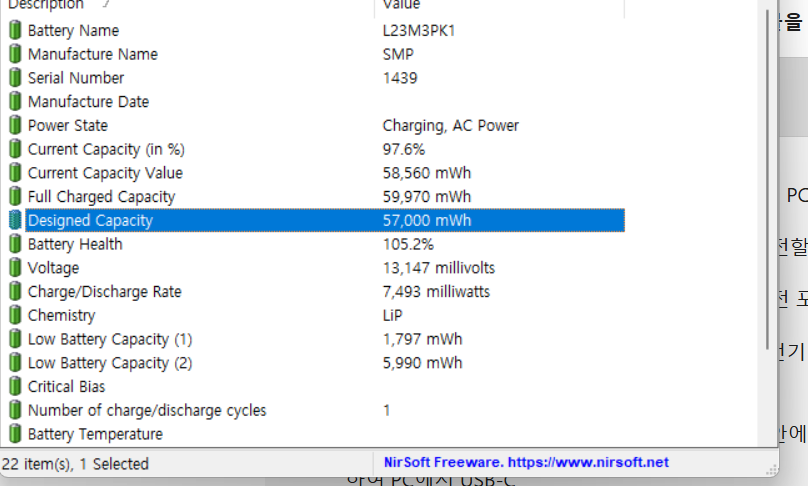 Description / Value
Battery Name L23M3PK1
Manufacture Name SMP
Serial Number 1439
Manufacture Date
Power State Charging, AC Power
Current Capacity (in %) 97.6%
Current Capacity Value 58,560 mWh
Full Charged Capacity 59,970 mWh
Designed Capacity 57,000 mWh
Battery Health 105.2%
Voltage 13,147 millivolts
Charge/Discharge Rate 7,493 milliwatts
Chemistry LiP
Low Battery Capacity (1) 1,797 mWh
Low Battery Capacity (2) 5,990 mWh
Critical Bias
Number of charge/discharge cycles 1
Battery Temperature
22 item(s), 1 Selected NirSoft Freeware. https://www.nirsoft.net
을
PC
전할
전 포
안에
하여 PC에서 USB-C